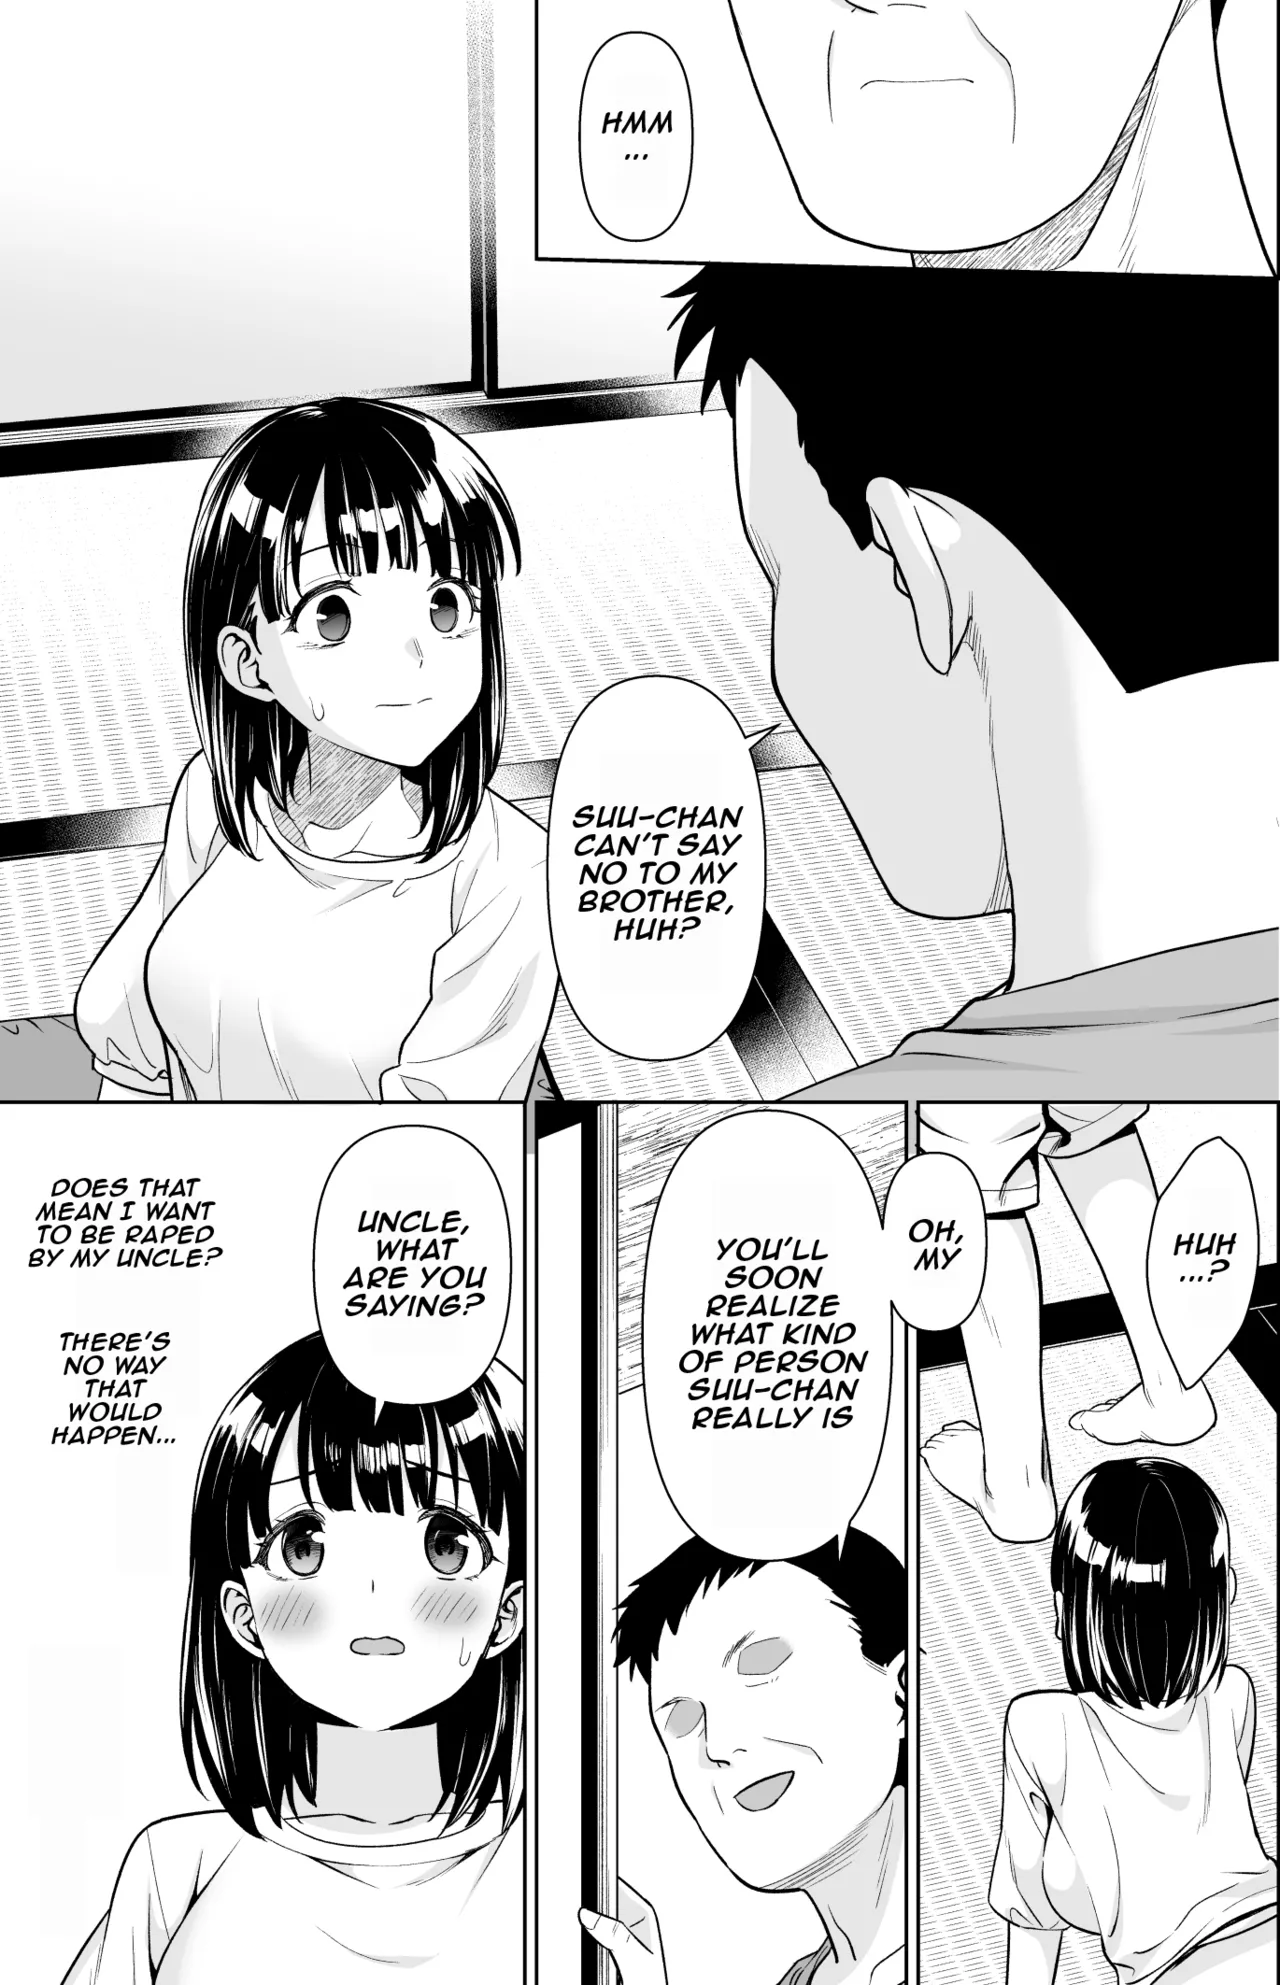 HMM
...
SUU-CHAN
CAN'T SAY
NO TO MY
BROTHER,
HUH?
HUH
...?
OH,
MY
YOU'LL
SOON
REALIZE
WHAT KIND
OF PERSON
SUU-CHAN
REALLY IS
UNCLE,
WHAT
ARE YOU
SAYING?
DOES THAT
MEAN I WANT
TO BE RAPED
BY MY UNCLE?
THERE'S
NO WAY
THAT
WOULD
HAPPEN...